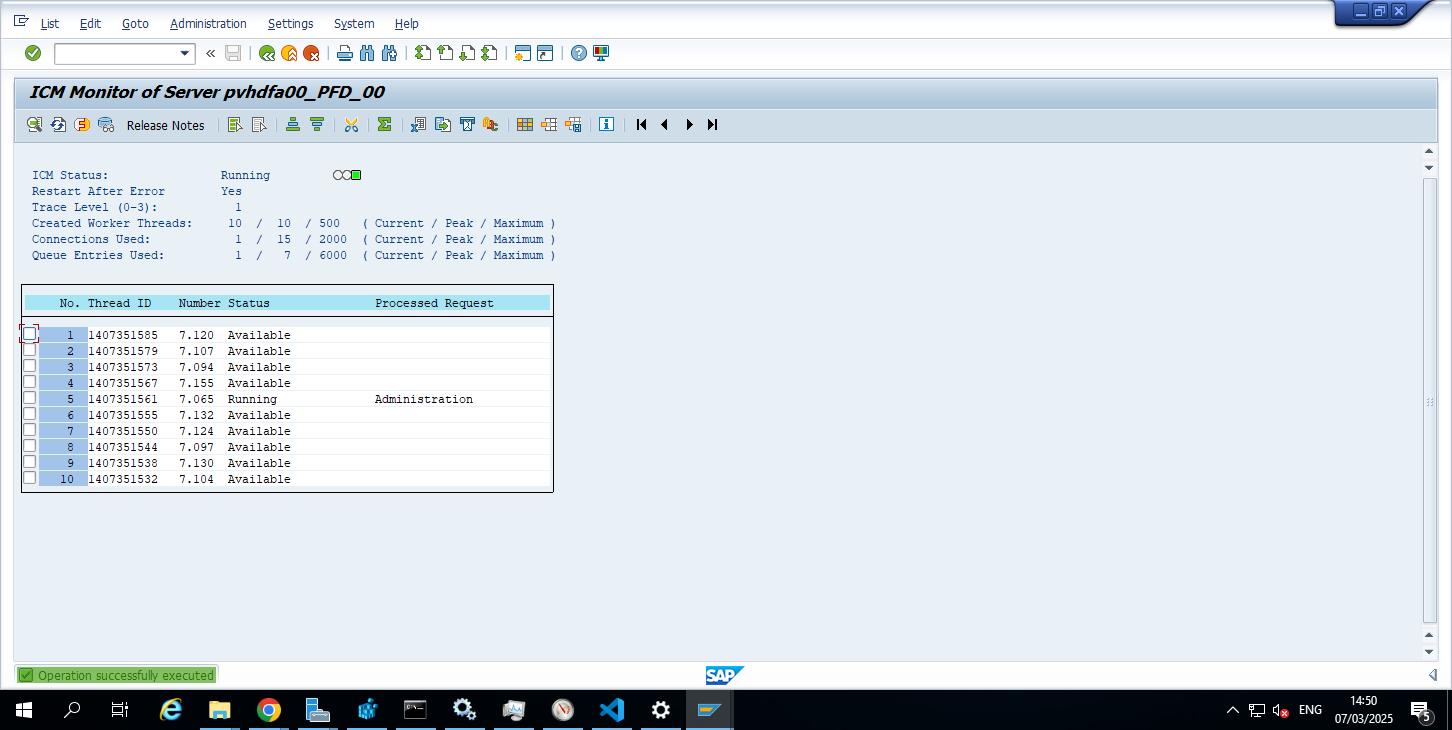 List Edit Goto Administration Settings System Help
ICM Monitor of Server pvhdfa00_PFD_00
Release Notes
ICM Status: Running
Restart After Error Yes
Trace Level (0-3): 1
Created Worker Threads: 10 / 10 / 500 ( Current / Peak / Maximum )
Connections Used: 1 / 15 / 2000 ( Current / Peak / Maximum )
Queue Entries Used: 1 / 7 / 6000 ( Current / Peak / Maximum )
No. Thread ID Number Status Processed Request
1 1407351585 7.120 Available
2 1407351579 7.107 Available
3 1407351573 7.094 Available
4 1407351567 7.155 Available
5 1407351561 7.065 Running Administration
6 1407351555 7.132 Available
7 1407351550 7.124 Available
8 1407351544 7.097 Available
9 1407351538 7.130 Available
10 1407351532 7.104 Available
Operation successfully executed
SAP
ENG
14:50
07/03/2025
5